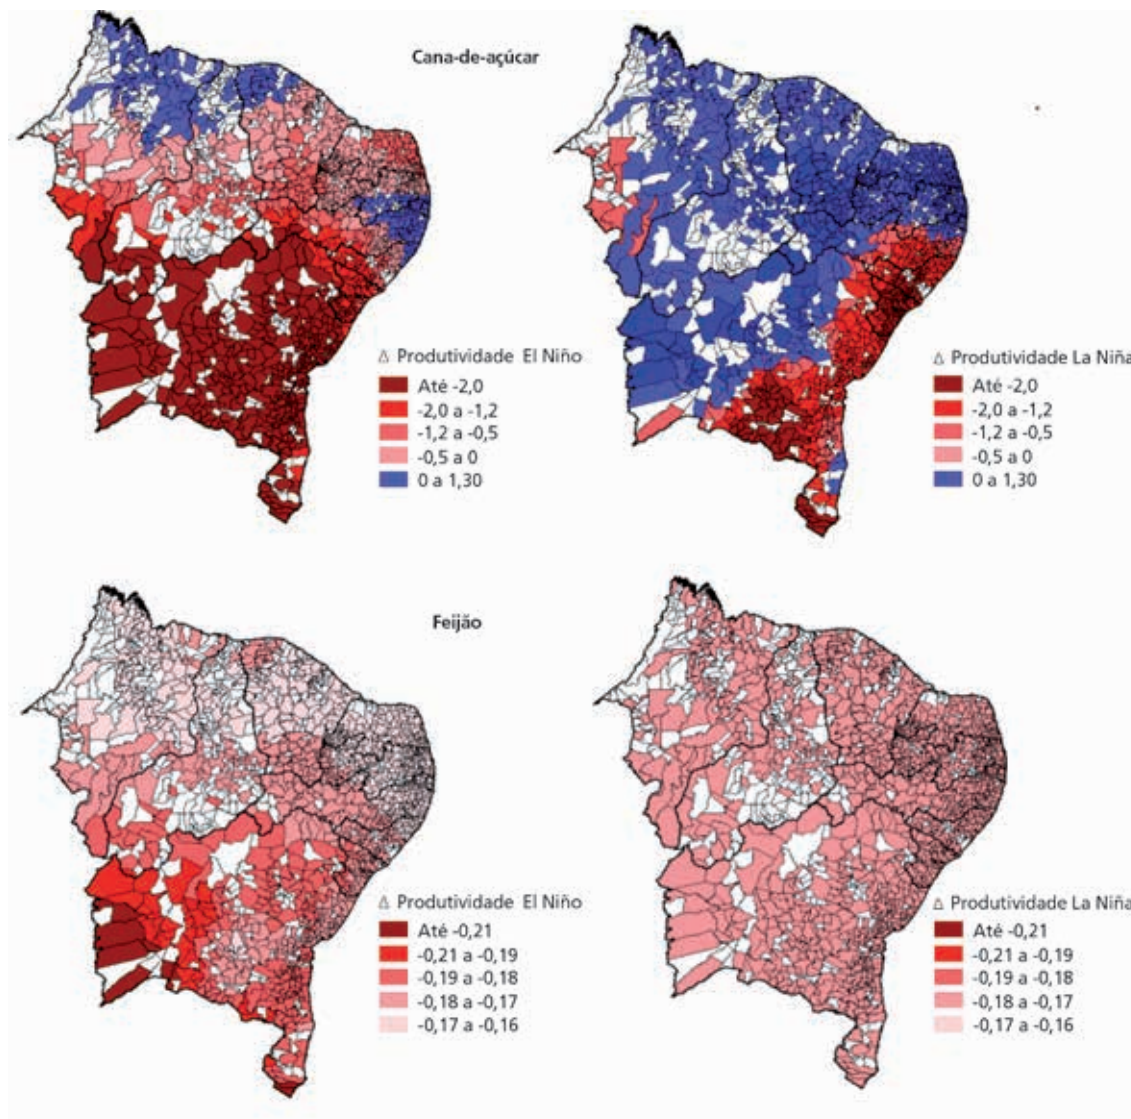 Cana-de-açúcar
Δ Produtividade El Niño
Até -2,0
-2,0 a -1,2
-1,2 a -0,5
-0,5 a 0
0 a 1,30
Δ Produtividade La Niña
Até -2,0
-2,0 a -1,2
-1,2 a -0,5
-0,5 a 0
0 a 1,30
Feijão
Δ Produtividade El Niño
Até -0,21
-0,21 a -0,19
-0,19 a -0,18
-0,18 a -0,17
-0,17 a -0,16
Δ Produtividade La Niña
Até -0,21
-0,21 a -0,19
-0,19 a -0,18
-0,18 a -0,17
-0,17 a -0,16